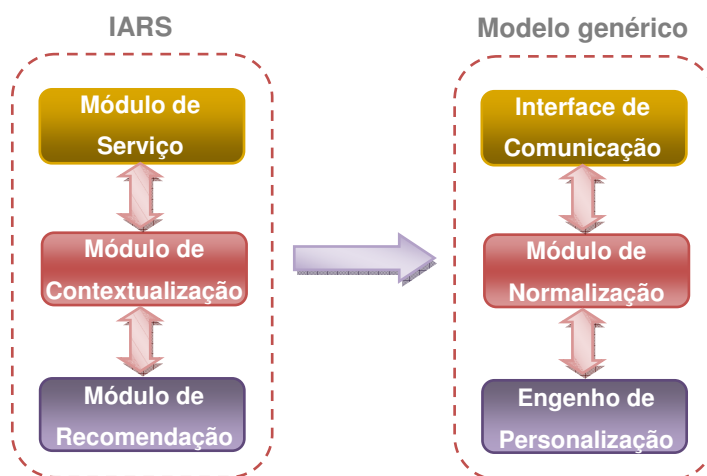 IARS
Módulo de
Serviço
Módulo de
Contextualização
Módulo de
Recomendação
Modelo genérico
Interface de
Comunicação
Módulo de
Normalização
Engenho de
Personalização